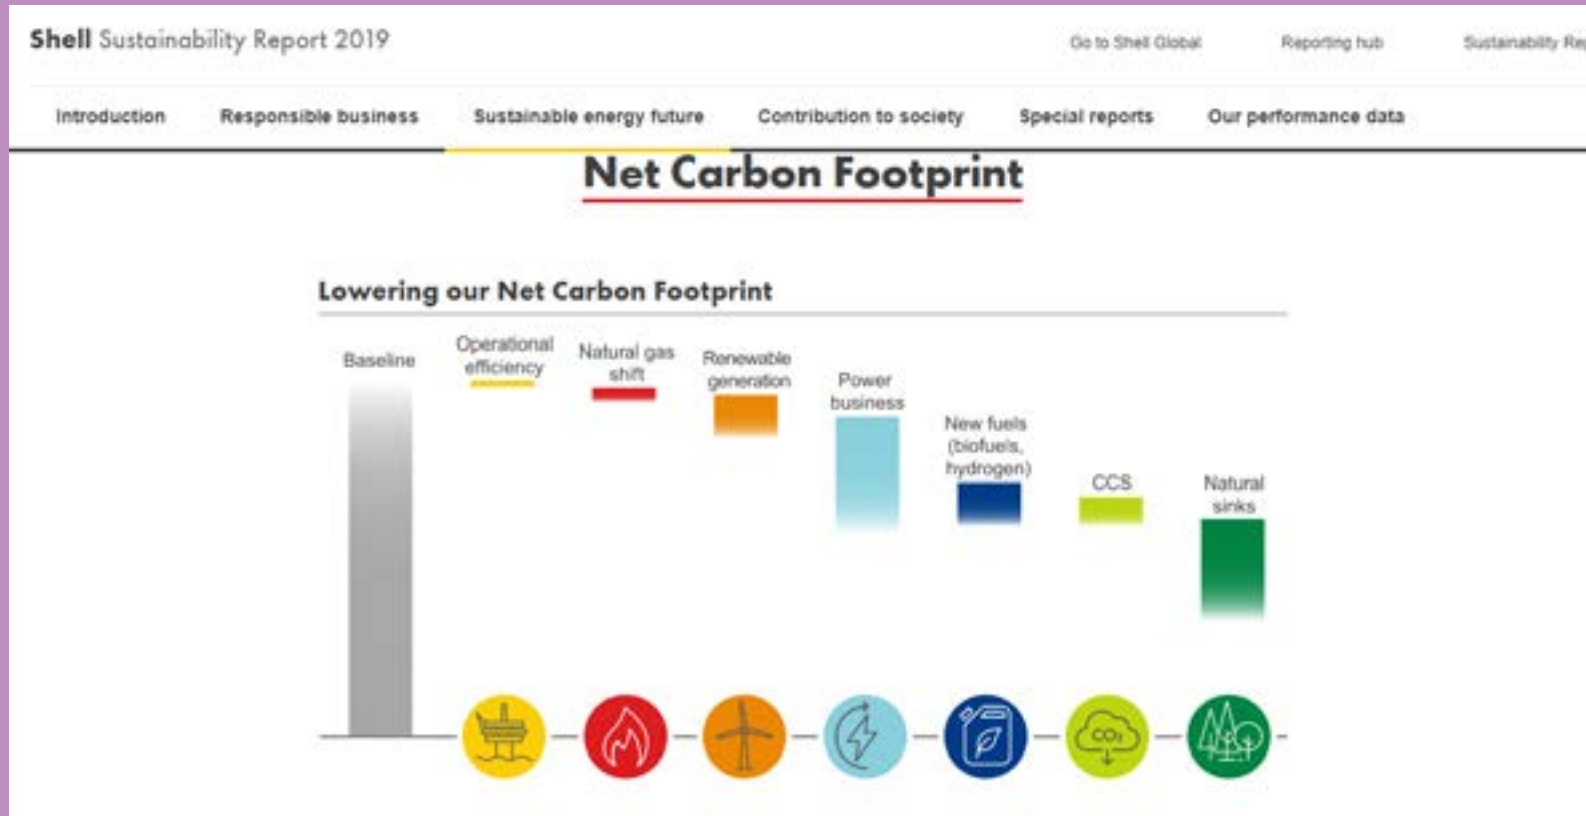 Shell Sustainability Report 2019
Go to Shell Global
Reporting hub
Sustainability Re
Introduction
Responsible business
Sustainable energy future
Contribution to society
Special reports
Our performance data
Net Carbon Footprint
Lowering our Net Carbon Footprint
Baseline
Operational
efficiency
Natural gas
shift
Renewable
generation
Power
business
New fuels
(biofuels,
hydrogen)
CCS
Natural
sinks
CO₂